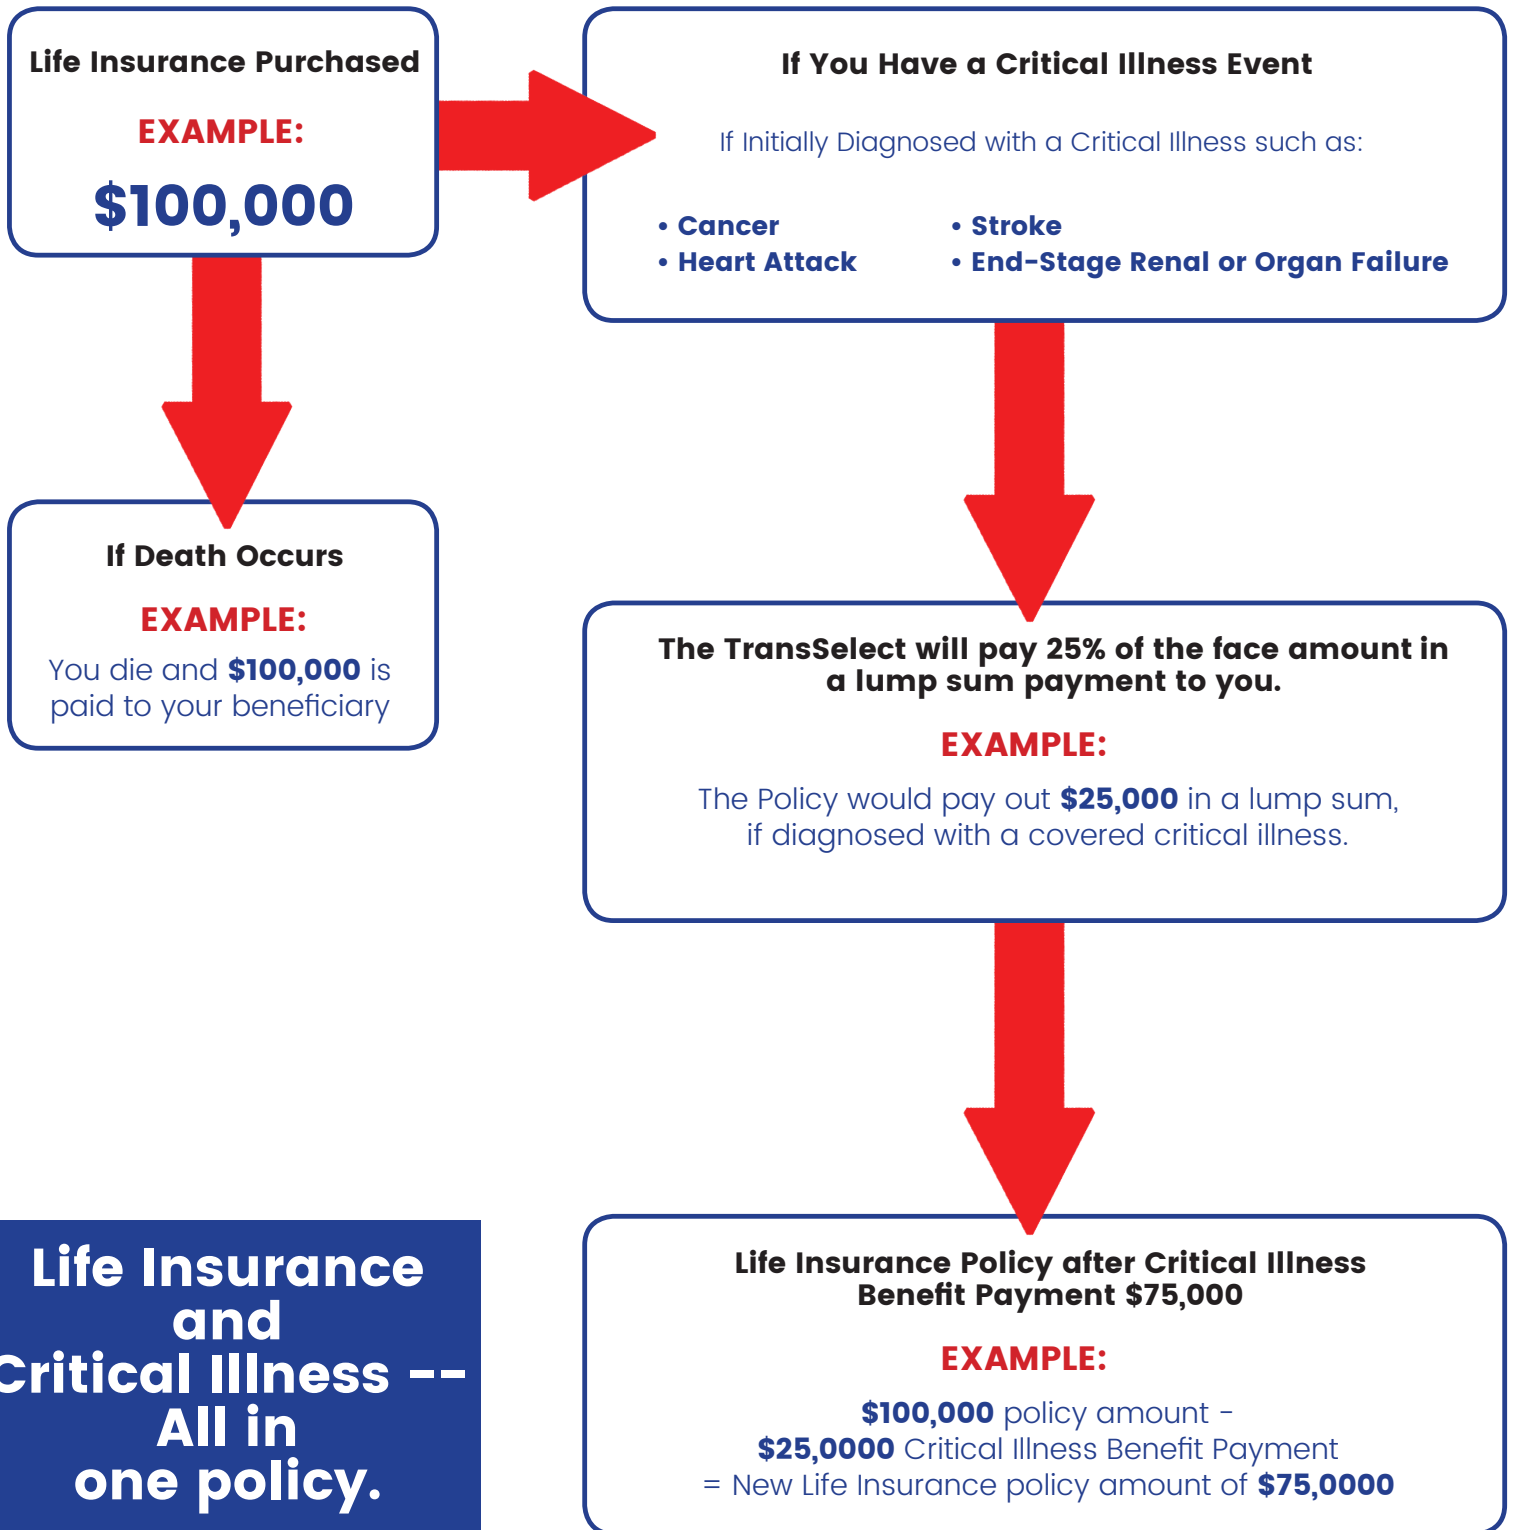 Life Insurance Purchased
EXAMPLE:
$100,000
If You Have a Critical Illness Event
If Initially Diagnosed with a Critical Illness such as:
• Cancer
• Heart Attack
• Stroke
• End-Stage Renal or Organ Failure
If Death Occurs
EXAMPLE:
You die and $100,000 is
paid to your beneficiary
The TransSelect will pay 25% of the face amount in
a lump sum payment to you.
EXAMPLE:
The Policy would pay out $25,000 in a lump sum,
if diagnosed with a covered critical illness.
Life Insurance Policy after Critical Illness
Benefit Payment $75,000
EXAMPLE:
$100,000 policy amount -
$25,0000 Critical Illness Benefit Payment
= New Life Insurance policy amount of $75,0000
Life Insurance
and
Critical Illness --
All in
one policy.